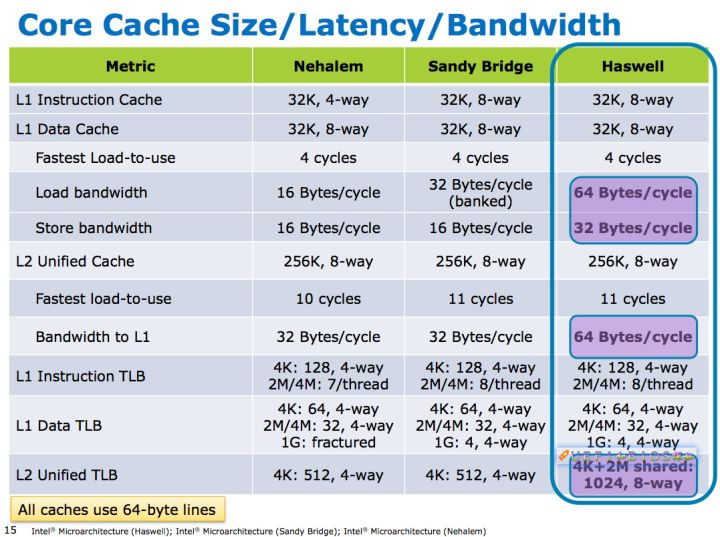 Core Cache Size/Latency/Bandwidth
Metric Nehalem Sandy Bridge Haswell
L1 Instruction Cache 32K, 4-way 32K, 8-way 32K, 8-way
L1 Data Cache 32K, 8-way 32K, 8-way 32K, 8-way
Fastest Load-to-use 4 cycles 4 cycles 4 cycles
Load bandwidth 16 Bytes/cycle 32 Bytes/cycle (banked) 64 Bytes/cycle
Store bandwidth 16 Bytes/cycle 16 Bytes/cycle 32 Bytes/cycle
L2 Unified Cache 256K, 8-way 256K, 8-way 256K, 8-way
Fastest load-to-use 10 cycles 11 cycles 11 cycles
Bandwidth to L1 32 Bytes/cycle 32 Bytes/cycle 64 Bytes/cycle
L1 Instruction TLB 4K: 128, 4-way 4K: 128, 4-way 4K: 128, 4-way
2M/4M: 7/thread 2M/4M: 8/thread 2M/4M: 8/thread
L1 Data TLB 4K: 64, 4-way 4K: 64, 4-way 4K: 64, 4-way
2M/4M: 32, 4-way 2M/4M: 32, 4-way 2M/4M: 32, 4-way
1G: fractured 1G: 4, 4-way 1G: 4, 4-way
L2 Unified TLB 4K: 512, 4-way 4K: 512, 4-way 4K+2M shared:
1024, 8-way
All caches use 64-byte lines
15 Intel® Microarchitecture (Haswell); Intel® Microarchitecture (Sandy Bridge); Intel® Microarchitecture (Nehalem)